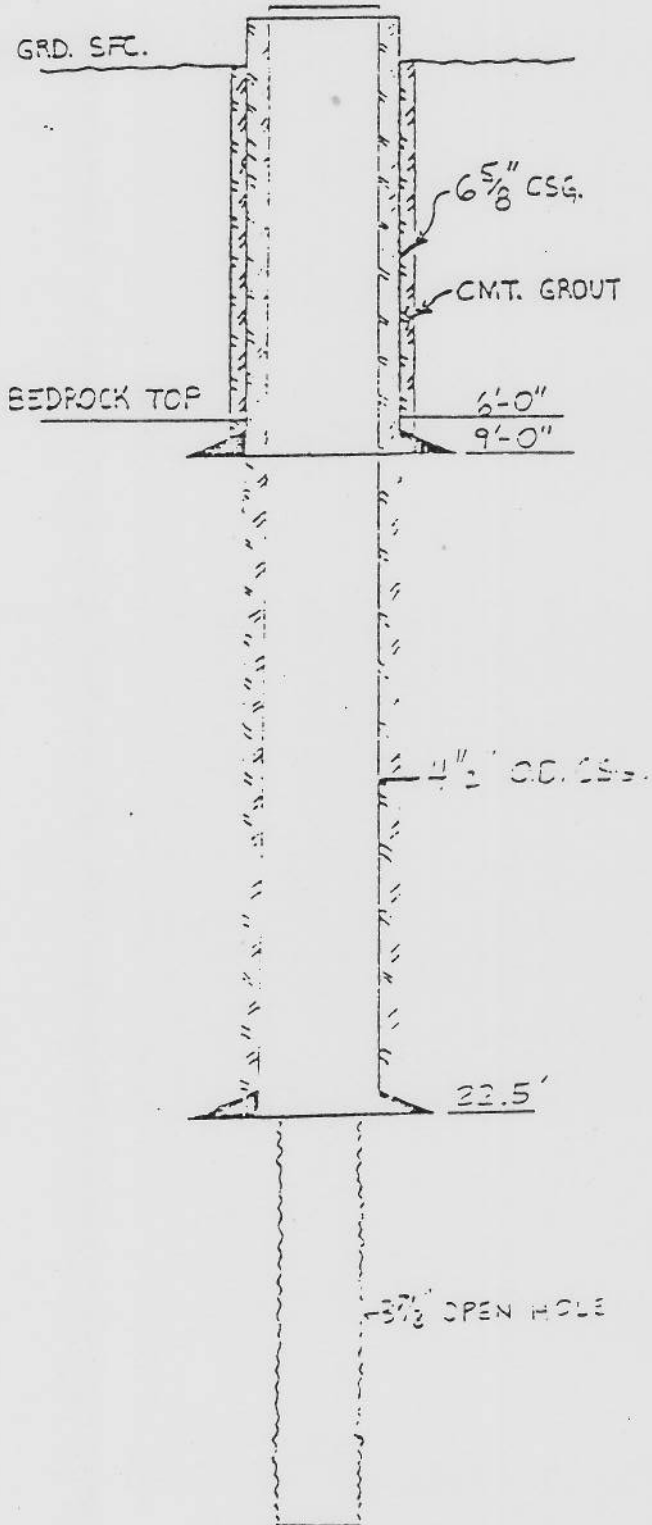 GRD. SFC.
6 5/8" CSG.
CMT. GROUT
BEDROCK TOP
6'-0"
9'-0"
O.D. CSG.
22.5'
OPEN HOLE